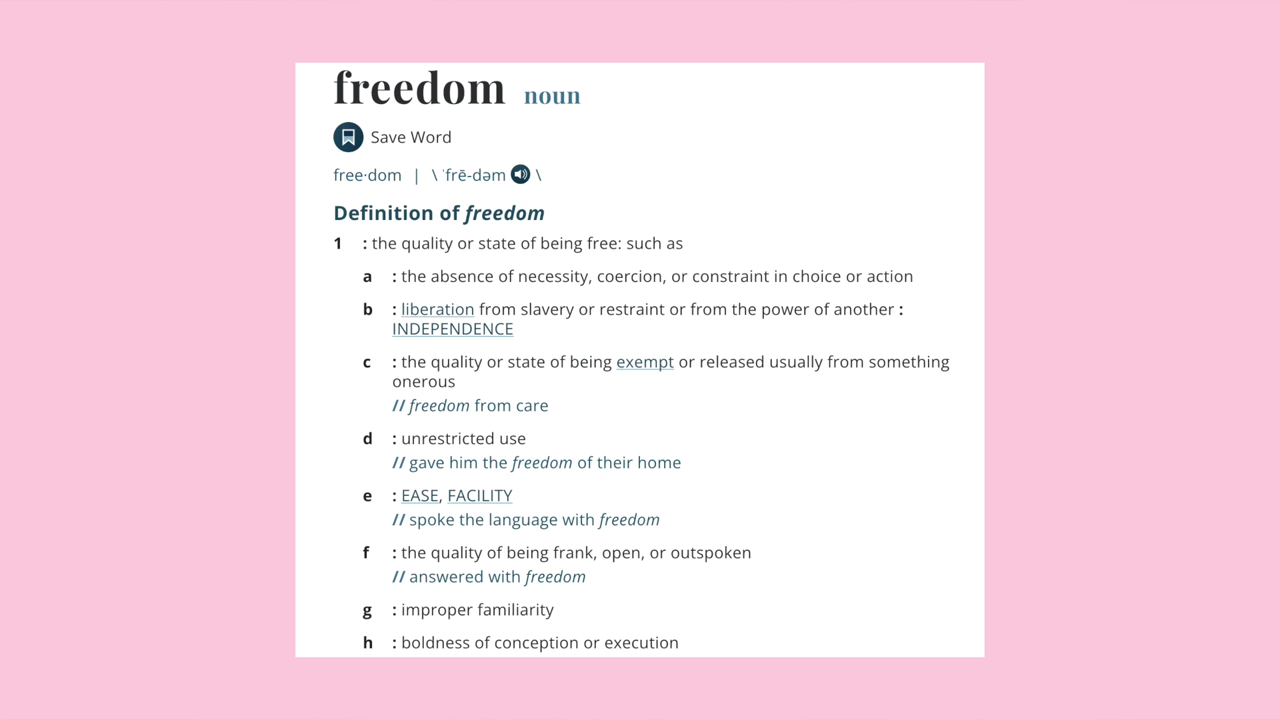 freedom noun
Save Word
free·dom | \ ˈfrē-dəm \
Definition of freedom
1 : the quality or state of being free: such as
a : the absence of necessity, coercion, or constraint in choice or action
b : liberation from slavery or restraint or from the power of another :
INDEPENDENCE
c : the quality or state of being exempt or released usually from something
onerous
// freedom from care
d : unrestricted use
// gave him the freedom of their home
e : EASE, FACILITY
// spoke the language with freedom
f : the quality of being frank, open, or outspoken
// answered with freedom
g : improper familiarity
h : boldness of conception or execution